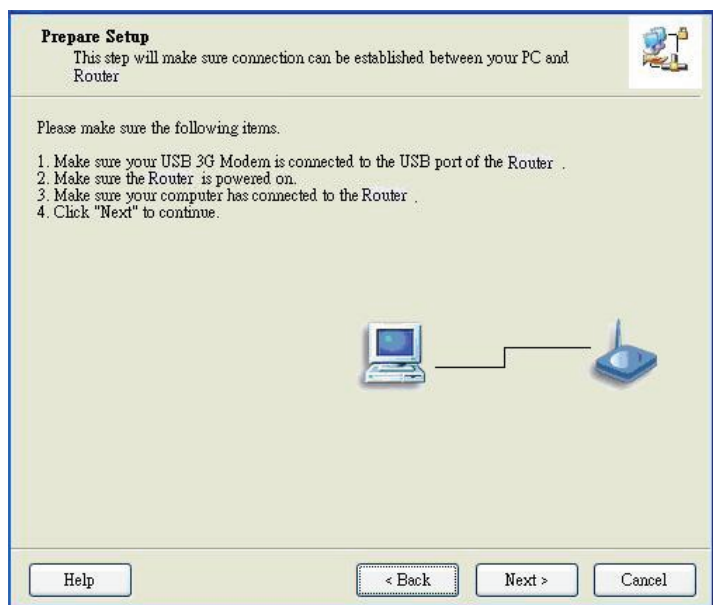 Prepare Setup
This step will make sure connection can be established between your PC and
Router
Please make sure the following items.
1. Make sure your USB 3G Modem is connected to the USB port of the Router .
2. Make sure the Router is powered on.
3. Make sure your computer has connected to the Router .
4. Click "Next" to continue.
Help
< Back
Next >
Cancel